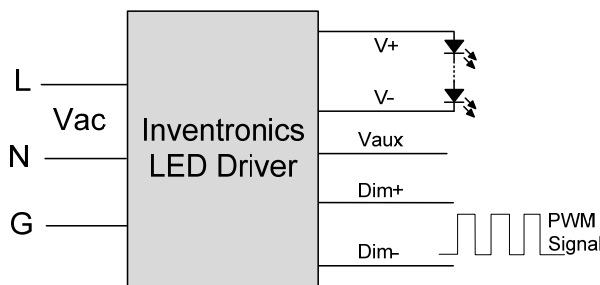 L
Vac
N
G
Inventronics
LED Driver
V+
V-
Vaux
Dim+
Dim-
PWM
Signal